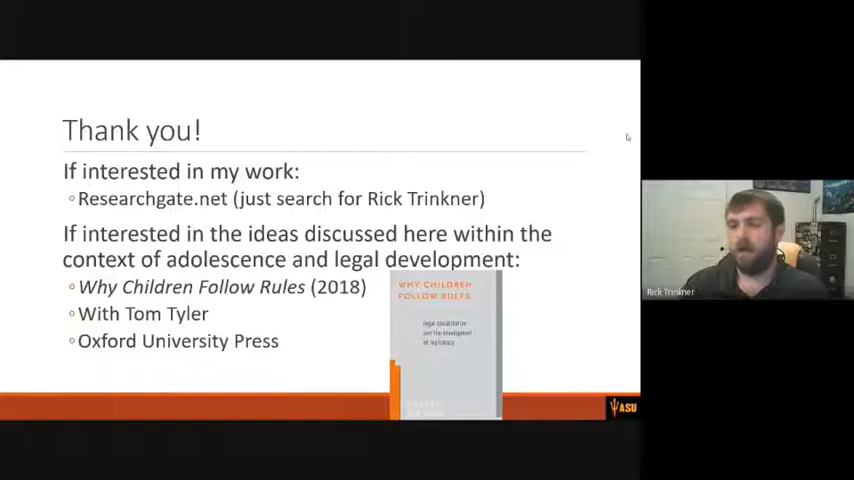 Thank you!
If interested in my work:
◦Researchgate.net (just search for Rick Trinkner)
If interested in the ideas discussed here within the
context of adolescence and legal development:
◦Why Children Follow Rules (2018)
◦With Tom Tyler
◦Oxford University Press
WHY CHILDREN
FOLLOW RULES
legal socialization
and the development
of legitimacy
ASU
Rick Trinkner